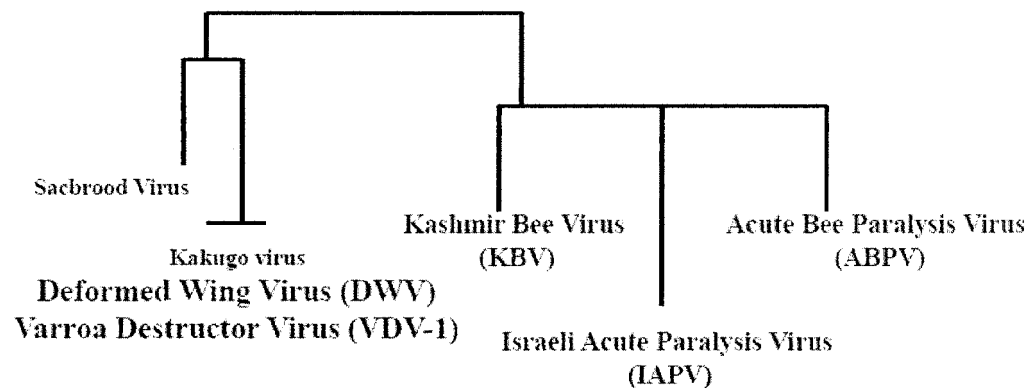 Sacbrood Virus
Kakugo virus
Deformed Wing Virus (DWV)
Varroa Destructor Virus (VDV-1)
Kashmir Bee Virus
(KBV)
Israeli Acute Paralysis Virus
(IAPV)
Acute Bee Paralysis Virus
(ABPV)